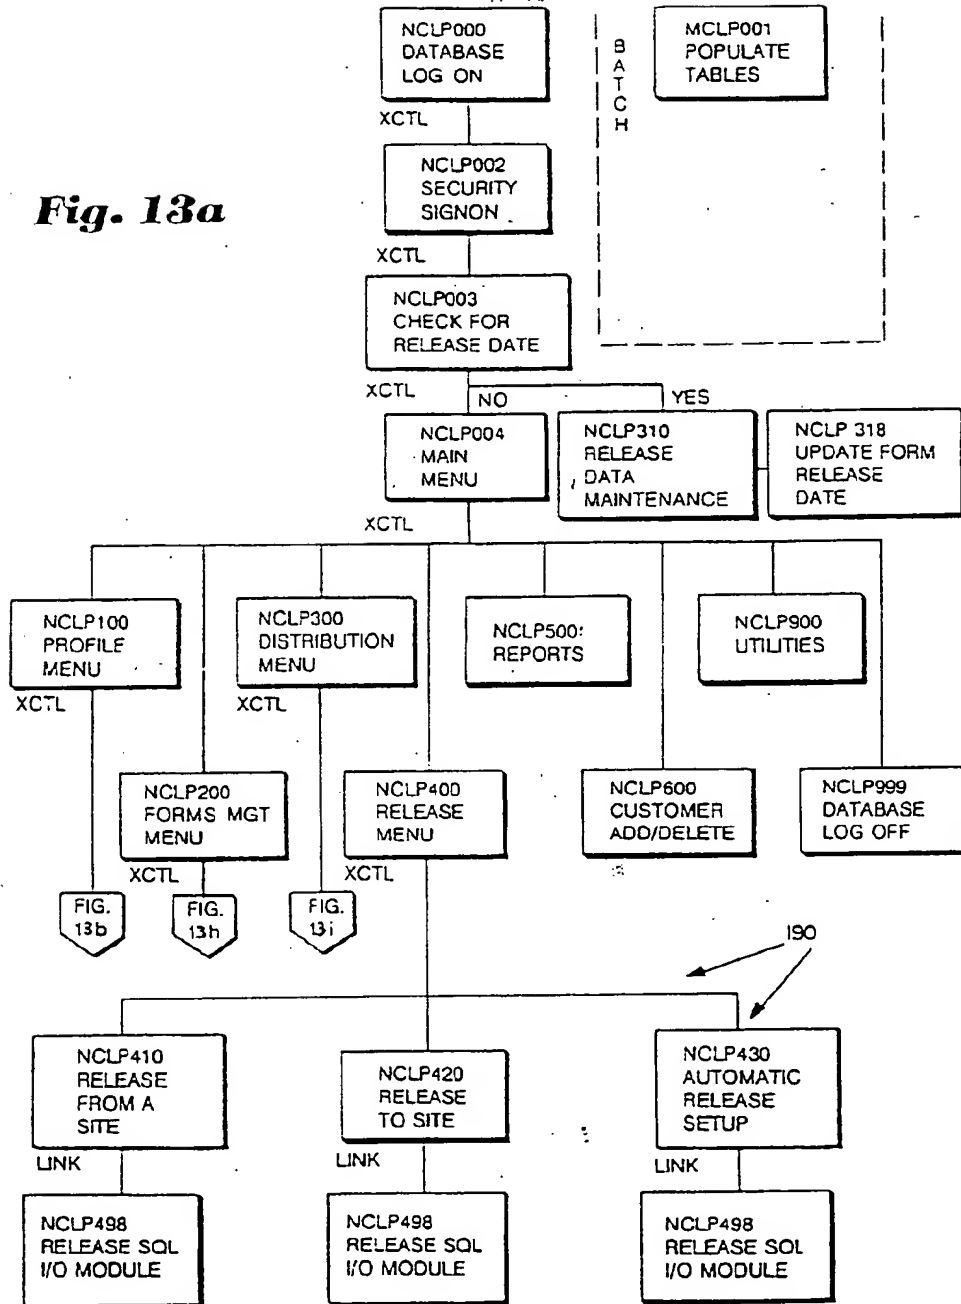 NCLP000
DATABASE
LOG ON
BATCH
MCLP001
POPULATE
TABLES
XCTL
NCLP002
SECURITY
SIGNON
Fig. 13a
XCTL
NCLP003
CHECK FOR
RELEASE DATE
XCTL
NO
YES
NCLP004
MAIN
MENU
NCLP310
RELEASE
DATA
MAINTENANCE
NCLP 318
UPDATE FORM
RELEASE
DATE
XCTL
NCLP100
PROFILE
MENU
NCLP300
DISTRIBUTION
MENU
NCLP500
REPORTS
NCLP900
UTILITIES
XCTL
XCTL
NCLP200
FORMS MGT
MENU
NCLP400
RELEASE
MENU
NCLP600
CUSTOMER
ADD/DELETE
NCLP999
DATABASE
LOG OFF
XCTL
XCTL
FIG.
13b
FIG.
13h
FIG.
13i
190
NCLP410
RELEASE
FROM A
SITE
NCLP420
RELEASE
TO SITE
NCLP430
AUTOMATIC
RELEASE
SETUP
LINK
LINK
LINK
NCLP498
RELEASE SQL
I/O MODULE
NCLP498
RELEASE SQL
I/O MODULE
NCLP498
RELEASE SQL
I/O MODULE